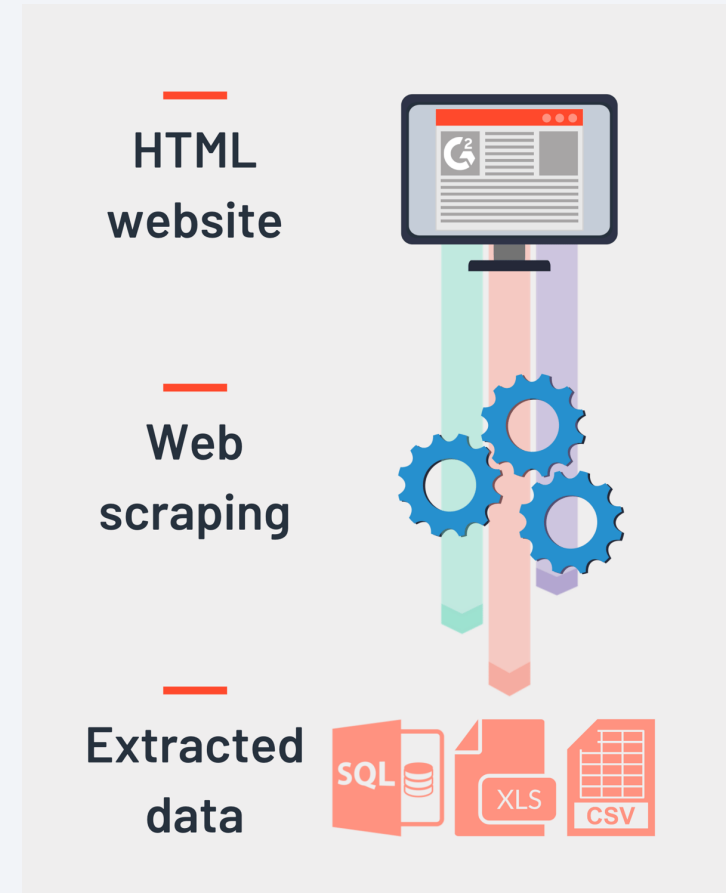 HTML
website
G2
Web
scraping
Extracted
data
SQL
XLS
CSV